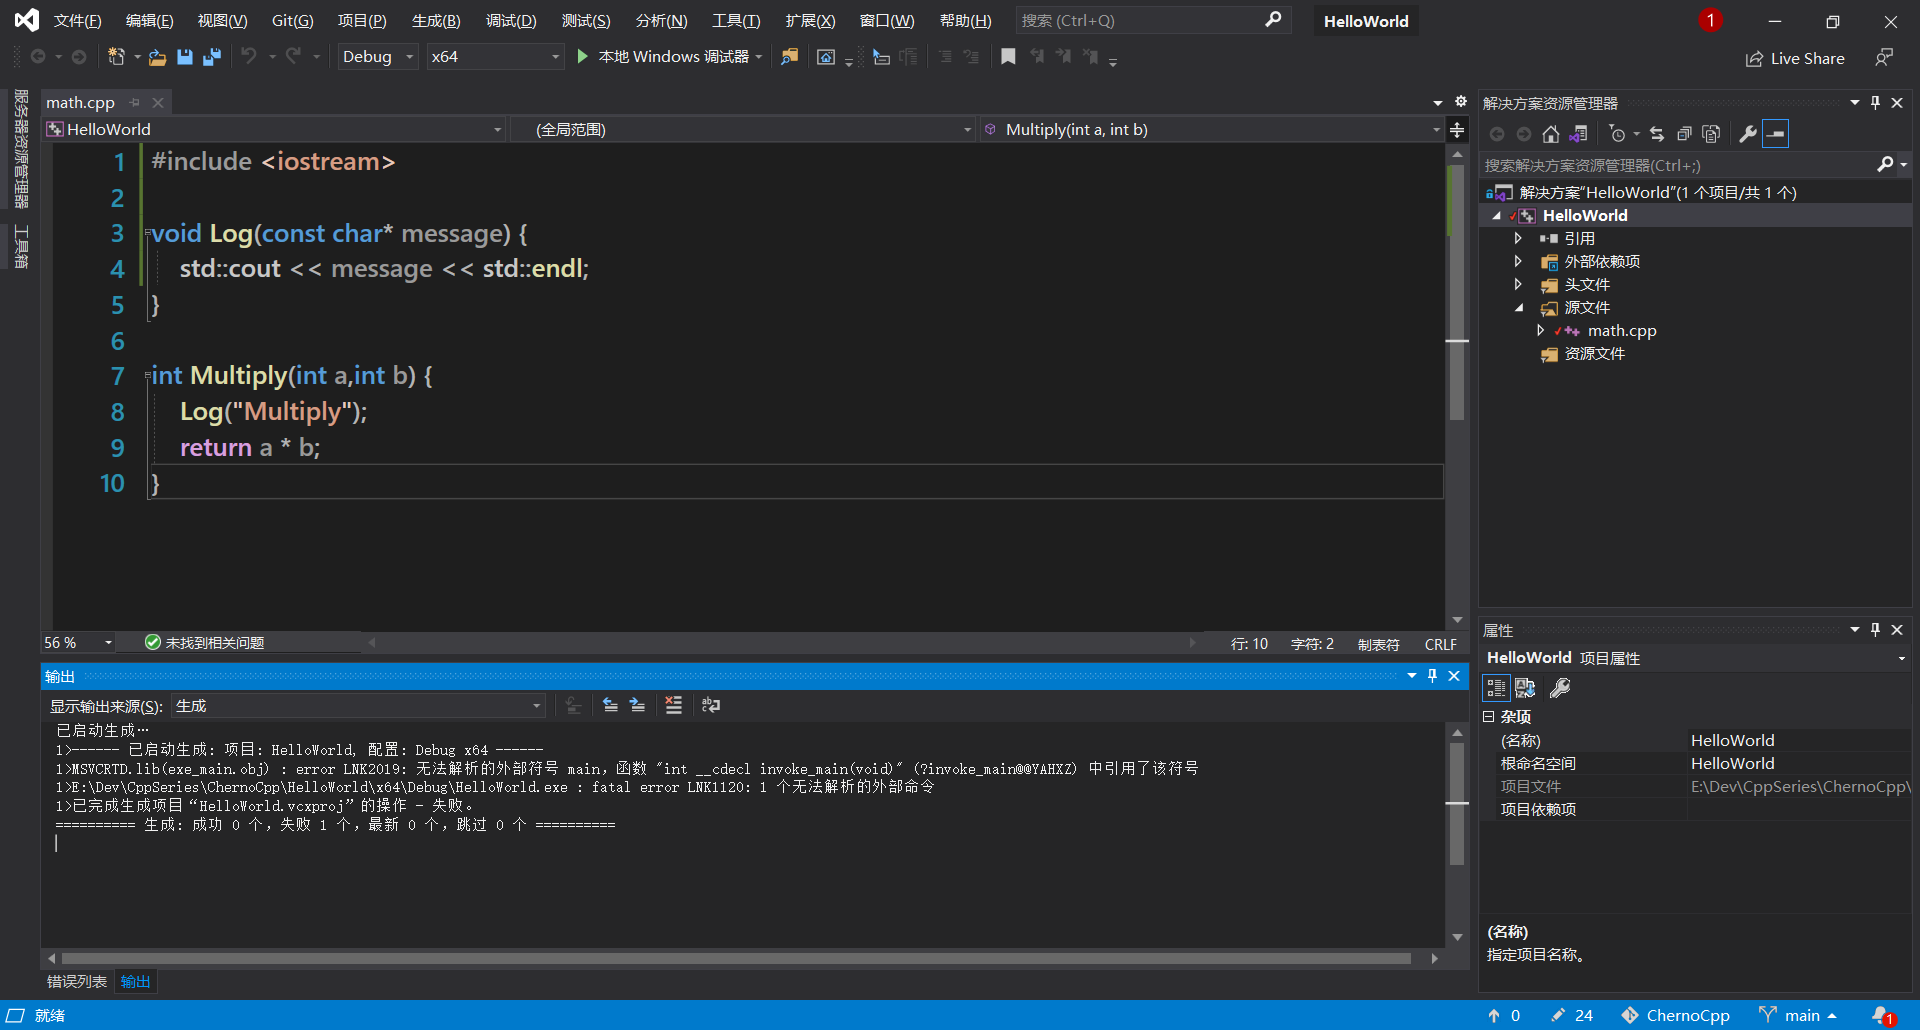 文件(F) 编辑(E) 视图(V) Git(G) 项目(P) 生成(B) 调试(D) 测试(S) 分析(N) 工具(T) 扩展(X) 窗口(W) 帮助(H) 搜索 (Ctrl+Q) HelloWorld 1
Debug x64 本地 Windows 调试器 Live Share
服务器资源管理器
工具箱
math.cpp
HelloWorld (全局范围) Multiply(int a, int b)
1 #include <iostream>
2
3 void Log(const char* message) {
4 std::cout << message << std::endl;
5 }
6
7 int Multiply(int a,int b) {
8 Log("Multiply");
9 return a * b;
10 }
56 % 未找到相关问题 行: 10 字符: 2 制表符 CRLF
输出
显示输出来源(S): 生成
已启动生成…
1>------ 已启动生成: 项目: HelloWorld, 配置: Debug x64 ------
1>MSVCRTD.lib(exe_main.obj) : error LNK2019: 无法解析的外部符号 main，函数 "int __cdecl invoke_main(void)" (?invoke_main@@YAHXZ) 中引用了该符号
1>E:\Dev\CppSeries\ChernoCpp\HelloWorld\x64\Debug\HelloWorld.exe : fatal error LNK1120: 1 个无法解析的外部命令
1>已完成生成项目“HelloWorld.vcxproj”的操作 - 失败。
========== 生成: 成功 0 个，失败 1 个，最新 0 个，跳过 0 个 ==========
错误列表 输出
解决方案资源管理器
搜索解决方案资源管理器(Ctrl+;)
解决方案"HelloWorld"(1 个项目/共 1 个)
HelloWorld
引用
外部依赖项
头文件
源文件
math.cpp
资源文件
属性
HelloWorld 项目属性
杂项
(名称) HelloWorld
根命名空间 HelloWorld
项目文件 E:\Dev\CppSeries\ChernoCpp\
项目依赖项
(名称)
指定项目名称。
就绪 0 24 ChernoCpp main 1